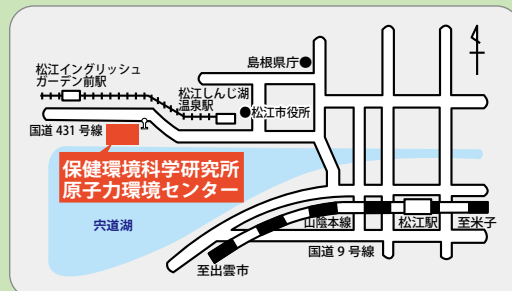 島根県庁
松江イングリッシュ
ガーデン前駅
松江しんじ湖
温泉駅
松江市役所
国道 431 号線
保健環境科学研究所
原子力環境センター
宍道湖
山陰本線
松江駅
至米子
国道 9 号線
至出雲市